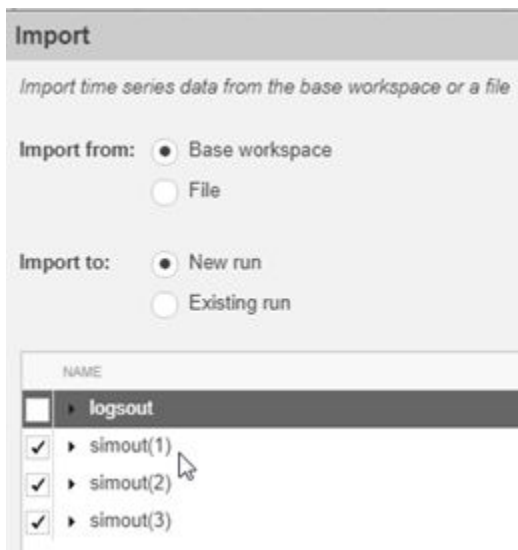 Import
Import time series data from the base workspace or a file
Import from: Base workspace
File
Import to: New run
Existing run
NAME
logsout
simout(1)
simout(2)
simout(3)